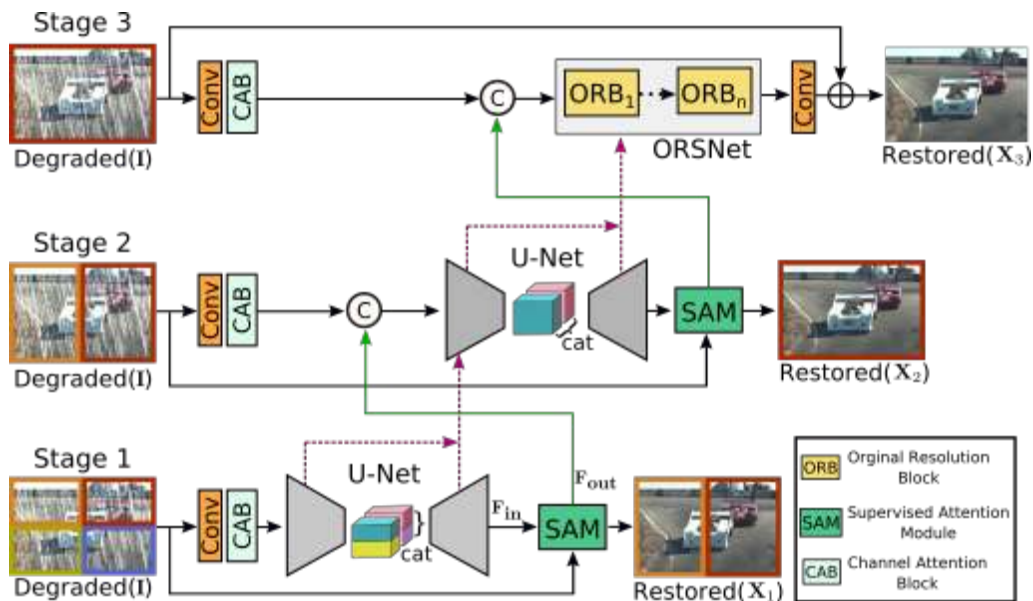 Stage 3
Conv
CAB
C
ORB1
ORBn
Conv
ORSNet
Degraded(I)
Restored(X3)
Stage 2
U-Net
Conv
CAB
C
SAM
cat
Degraded(I)
Restored(X2)
Stage 1
U-Net
Fout
Fin
Conv
CAB
SAM
cat
Degraded(I)
Restored(X1)
ORB
Orginal Resolution
Block
SAM
Supervised Attention
Module
CAB
Channel Attention
Block